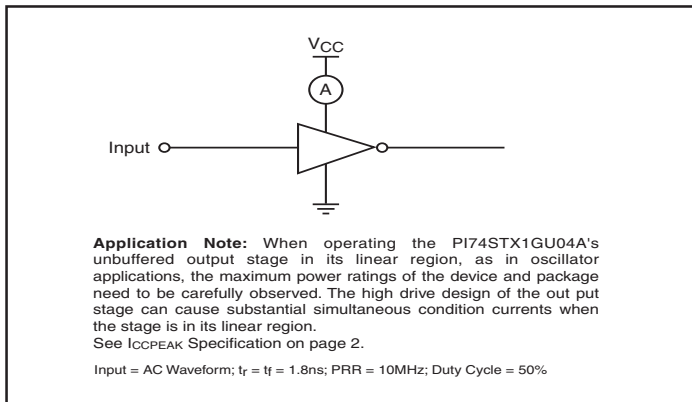 VCC
A
Input
Application Note: When operating the PI74STX1GU04A's
unbuffered output stage in its linear region, as in oscillator
applications, the maximum power ratings of the device and package
need to be carefully observed. The high drive design of the out put
stage can cause substantial simultaneous condition currents when
the stage is in its linear region.
See ICCPEAK Specification on page 2.
Input = AC Waveform; tr = tf = 1.8ns; PRR = 10MHz; Duty Cycle = 50%